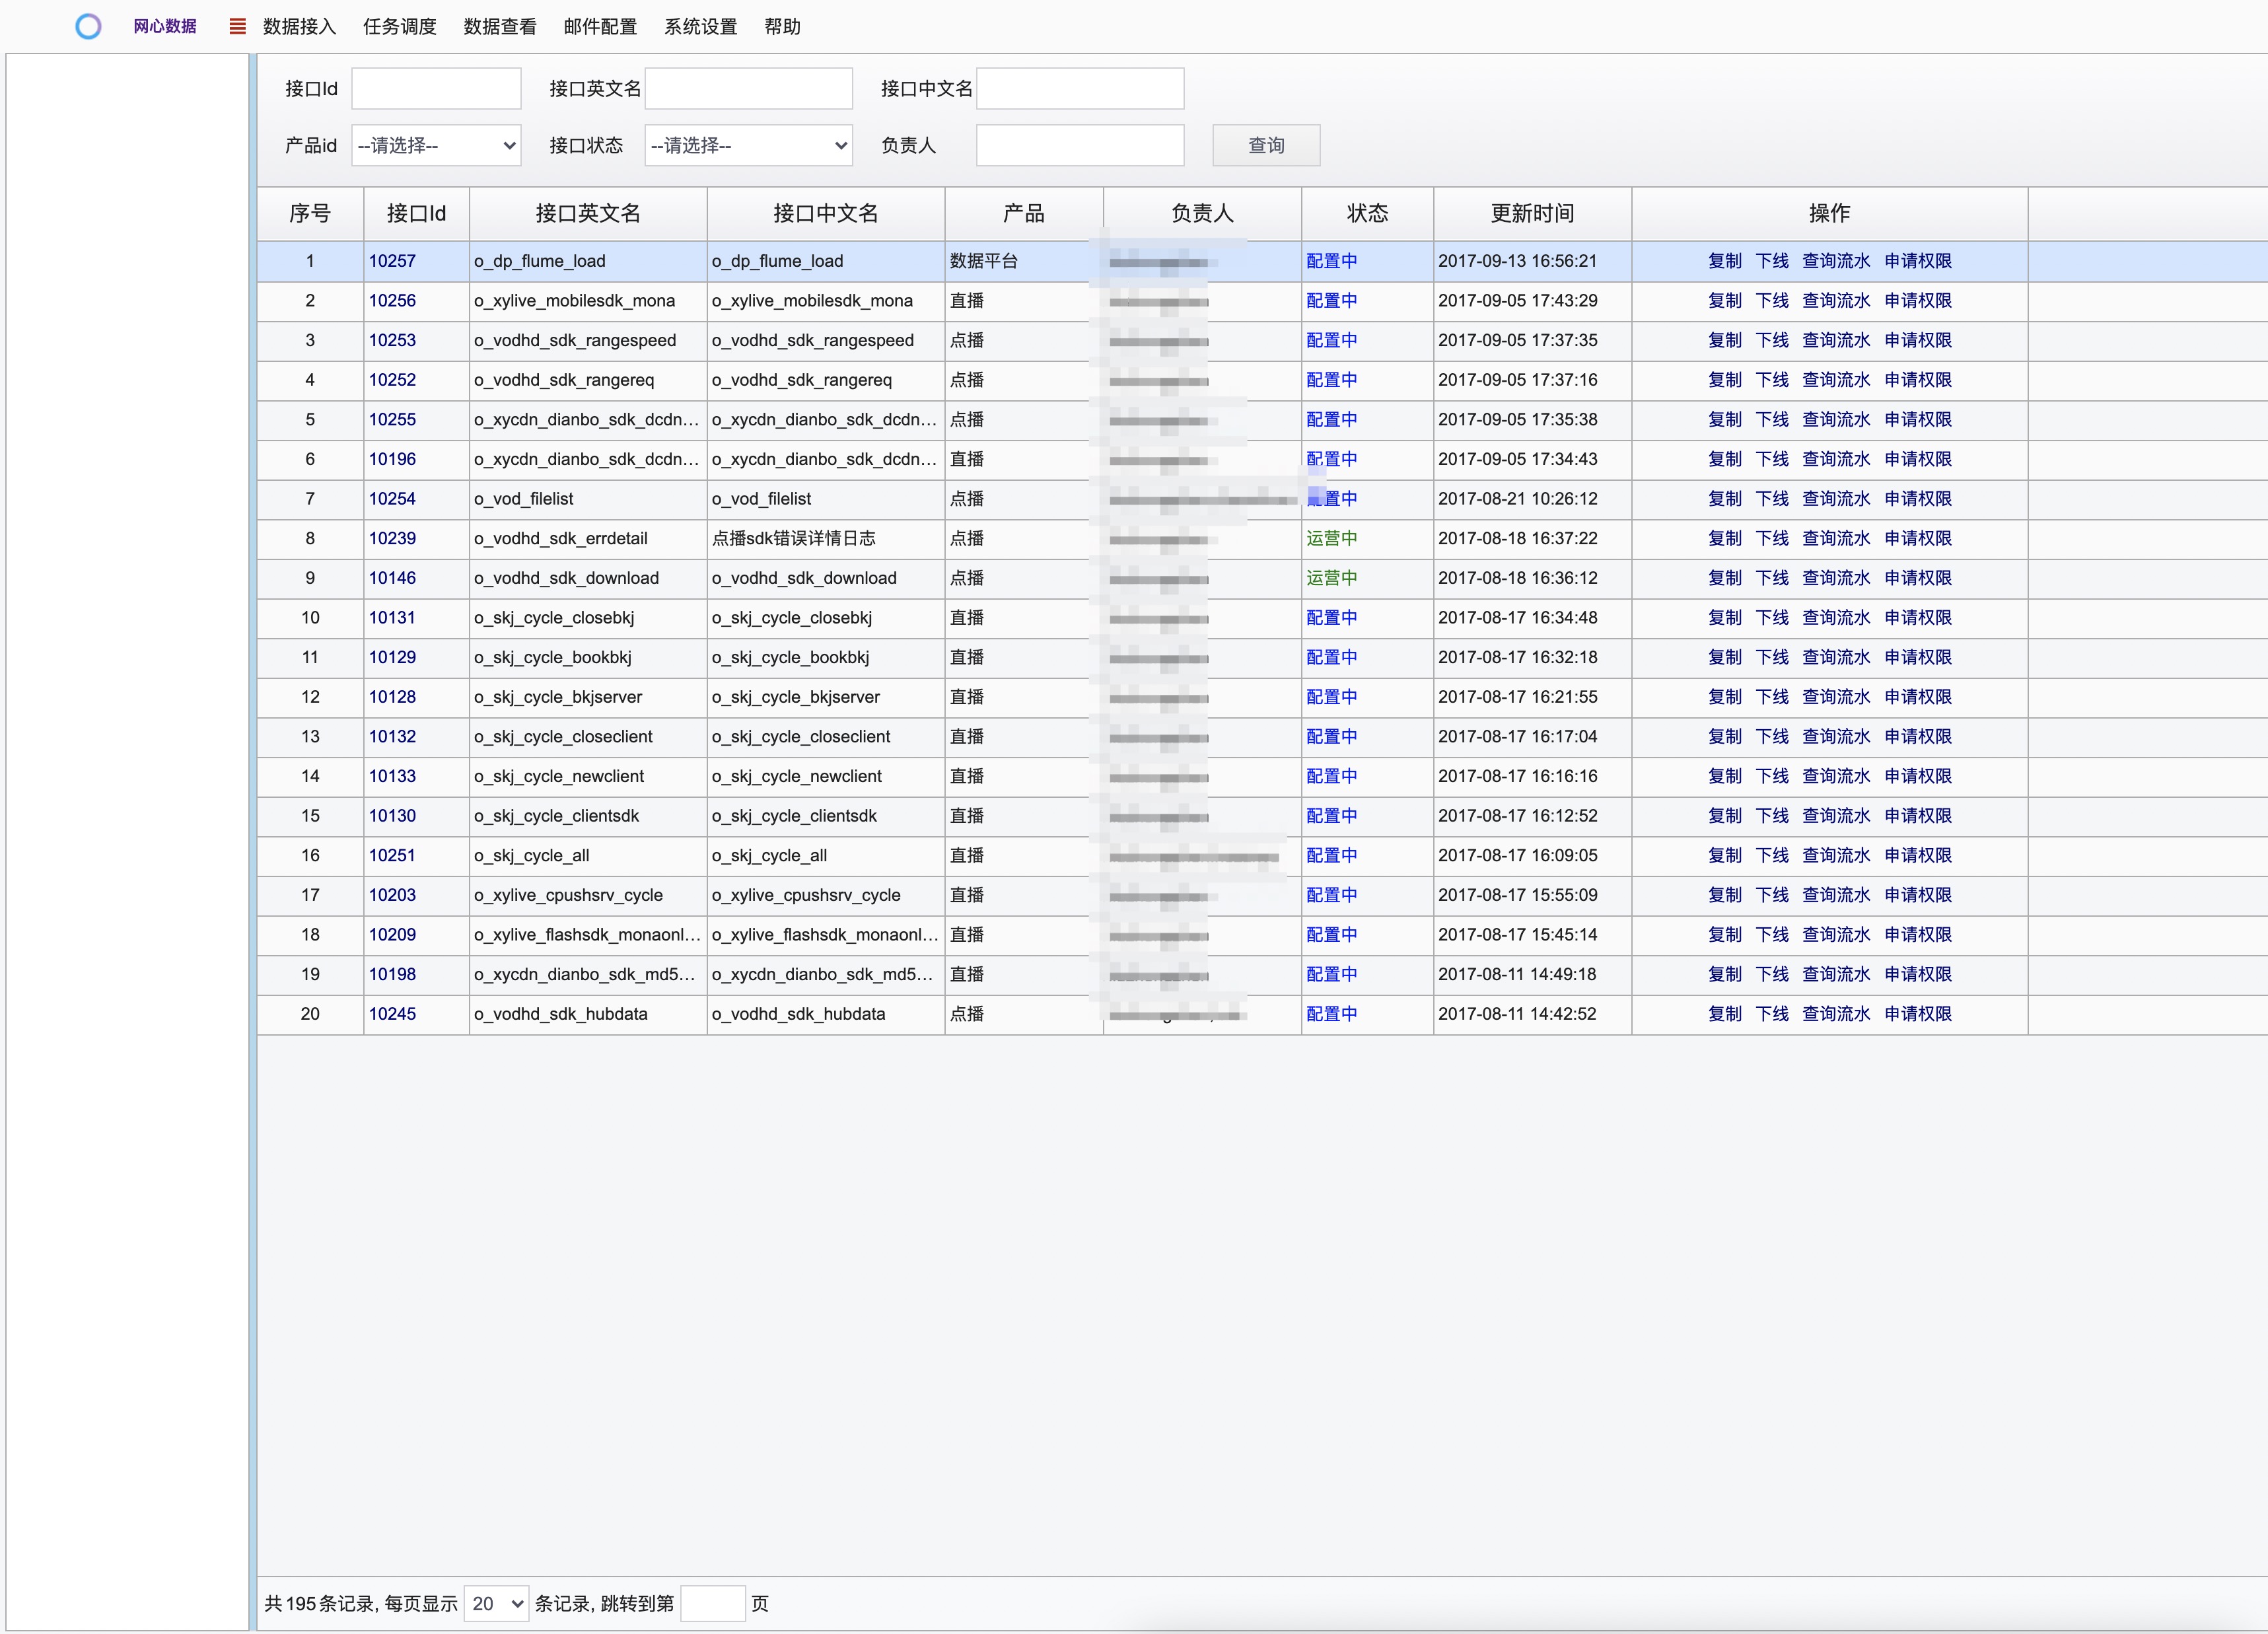 网心数据 数据接入 任务调度 数据查看 邮件配置 系统设置 帮助
接口Id 接口英文名 接口中文名
产品id --请选择-- 接口状态 --请选择-- 负责人 查询
序号 接口Id 接口英文名 接口中文名 产品 负责人 状态 更新时间 操作
1 10257 o_dp_flume_load o_dp_flume_load 数据平台 配置中 2017-09-13 16:56:21 复制 下线 查询流水 申请权限
2 10256 o_xylive_mobilesdk_mona o_xylive_mobilesdk_mona 直播 配置中 2017-09-05 17:43:29 复制 下线 查询流水 申请权限
3 10253 o_vodhd_sdk_rangespeed o_vodhd_sdk_rangespeed 点播 配置中 2017-09-05 17:37:35 复制 下线 查询流水 申请权限
4 10252 o_vodhd_sdk_rangereq o_vodhd_sdk_rangereq 点播 配置中 2017-09-05 17:37:16 复制 下线 查询流水 申请权限
5 10255 o_xycdn_dianbo_sdk_dcdn... o_xycdn_dianbo_sdk_dcdn... 点播 配置中 2017-09-05 17:35:38 复制 下线 查询流水 申请权限
6 10196 o_xycdn_dianbo_sdk_dcdn... o_xycdn_dianbo_sdk_dcdn... 直播 配置中 2017-09-05 17:34:43 复制 下线 查询流水 申请权限
7 10254 o_vod_filelist o_vod_filelist 点播 配置中 2017-08-21 10:26:12 复制 下线 查询流水 申请权限
8 10239 o_vodhd_sdk_errdetail 点播sdk错误详情日志 点播 运营中 2017-08-18 16:37:22 复制 下线 查询流水 申请权限
9 10146 o_vodhd_sdk_download o_vodhd_sdk_download 点播 运营中 2017-08-18 16:36:12 复制 下线 查询流水 申请权限
10 10131 o_skj_cycle_closebkj o_skj_cycle_closebkj 直播 配置中 2017-08-17 16:34:48 复制 下线 查询流水 申请权限
11 10129 o_skj_cycle_bookbkj o_skj_cycle_bookbkj 直播 配置中 2017-08-17 16:32:18 复制 下线 查询流水 申请权限
12 10128 o_skj_cycle_bkjserver o_skj_cycle_bkjserver 直播 配置中 2017-08-17 16:21:55 复制 下线 查询流水 申请权限
13 10132 o_skj_cycle_closeclient o_skj_cycle_closeclient 直播 配置中 2017-08-17 16:17:04 复制 下线 查询流水 申请权限
14 10133 o_skj_cycle_newclient o_skj_cycle_newclient 直播 配置中 2017-08-17 16:16:16 复制 下线 查询流水 申请权限
15 10130 o_skj_cycle_clientsdk o_skj_cycle_clientsdk 直播 配置中 2017-08-17 16:12:52 复制 下线 查询流水 申请权限
16 10251 o_skj_cycle_all o_skj_cycle_all 直播 配置中 2017-08-17 16:09:05 复制 下线 查询流水 申请权限
17 10203 o_xylive_cpushsrv_cycle o_xylive_cpushsrv_cycle 直播 配置中 2017-08-17 15:55:09 复制 下线 查询流水 申请权限
18 10209 o_xylive_flashsdk_monaonl... o_xylive_flashsdk_monaonl... 直播 配置中 2017-08-17 15:45:14 复制 下线 查询流水 申请权限
19 10198 o_xycdn_dianbo_sdk_md5... o_xycdn_dianbo_sdk_md5... 直播 配置中 2017-08-11 14:49:18 复制 下线 查询流水 申请权限
20 10245 o_vodhd_sdk_hubdata o_vodhd_sdk_hubdata 点播 配置中 2017-08-11 14:42:52 复制 下线 查询流水 申请权限
共195条记录, 每页显示 20 条记录, 跳转到第 页